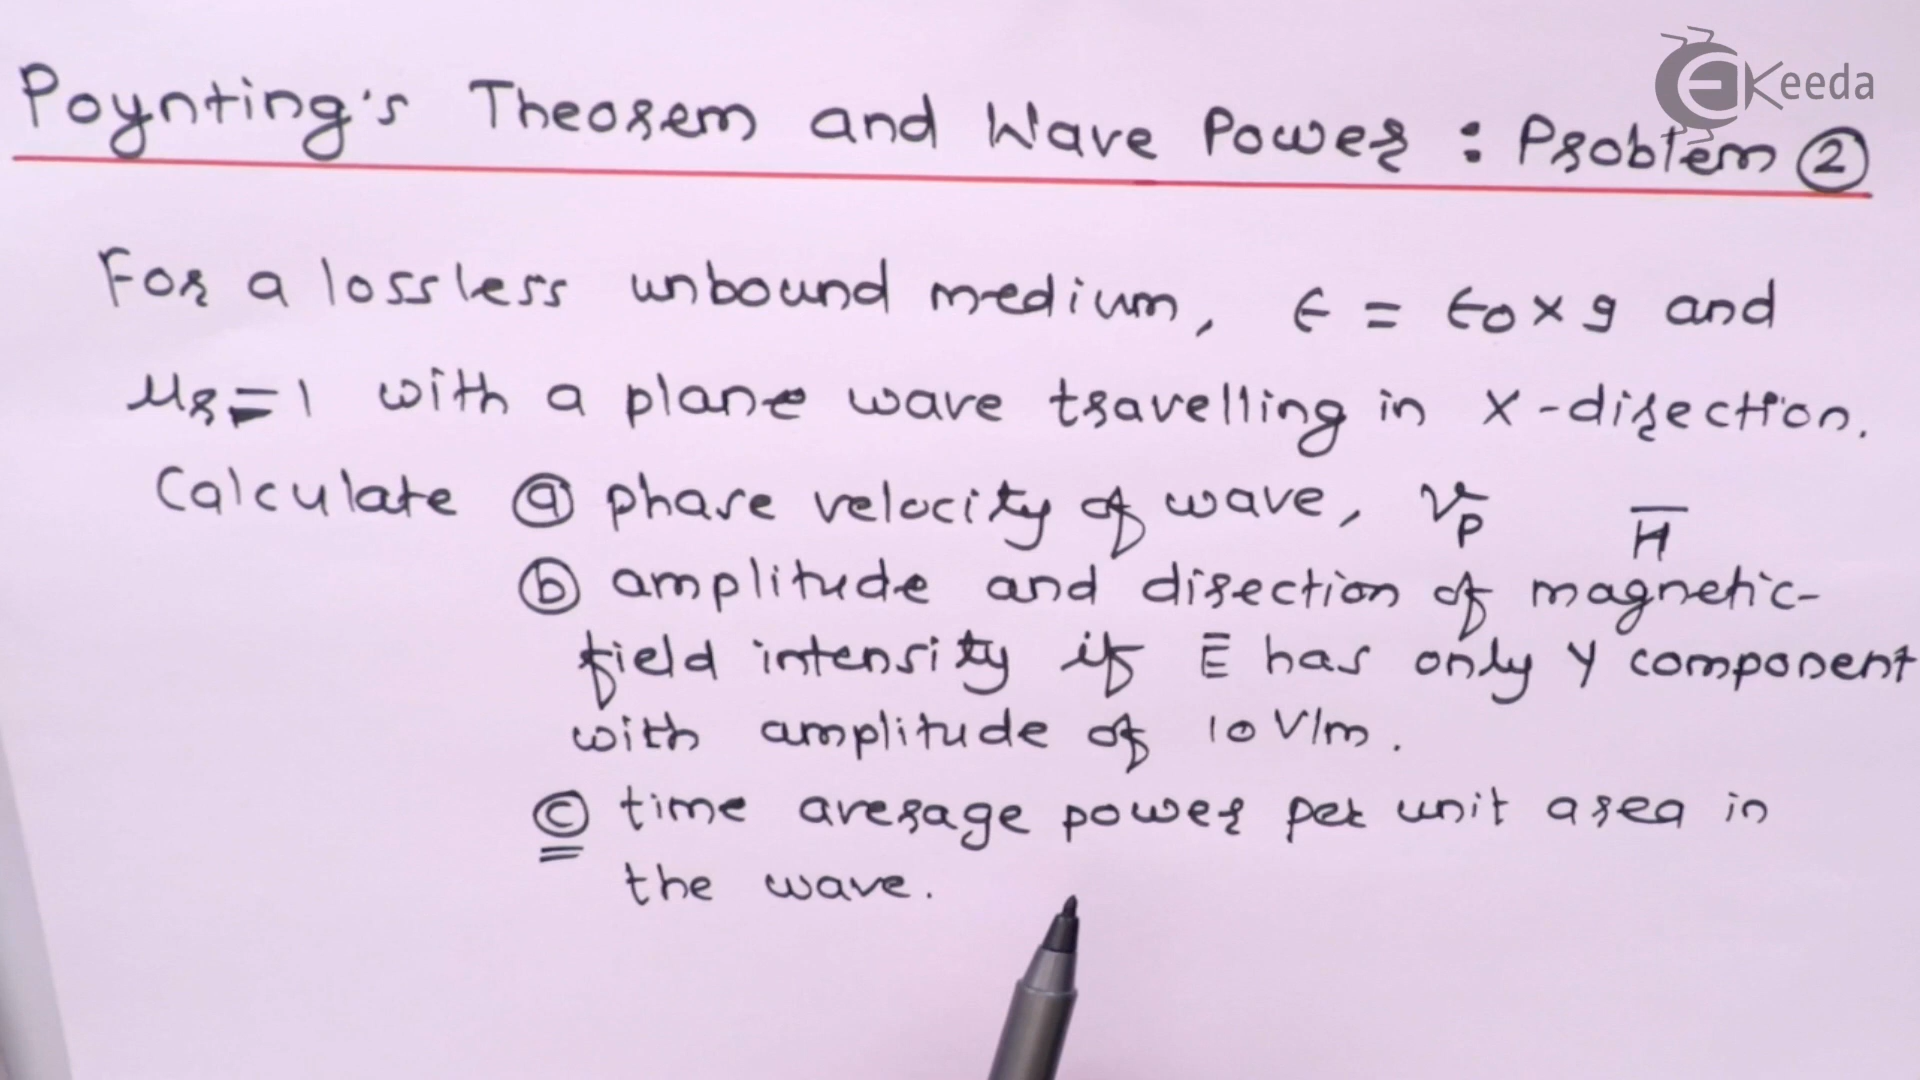 EKeeda
Poynting's Theorem and Wave Power : Problem ②
For a lossless unbound medium, ϵ = ϵ0 × 9 and
μr = 1 with a plane wave travelling in X-direction.
Calculate ⓐ phase velocity of wave, Vp
H̅
ⓑ amplitude and direction of magnetic-
field intensity if E̅ has only Y component
with amplitude of 10 V/m.
ⓒ time average power per unit area in
the wave.